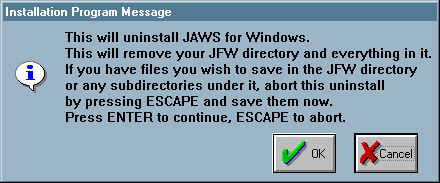 Installation Program Message
This will uninstall JAWS for Windows.
This will remove your JFW directory and everything in it.
If you have files you wish to save in the JFW directory
or any subdirectories under it, abort this uninstall
by pressing ESCAPE and save them now.
Press ENTER to continue, ESCAPE to abort.
OK
Cancel